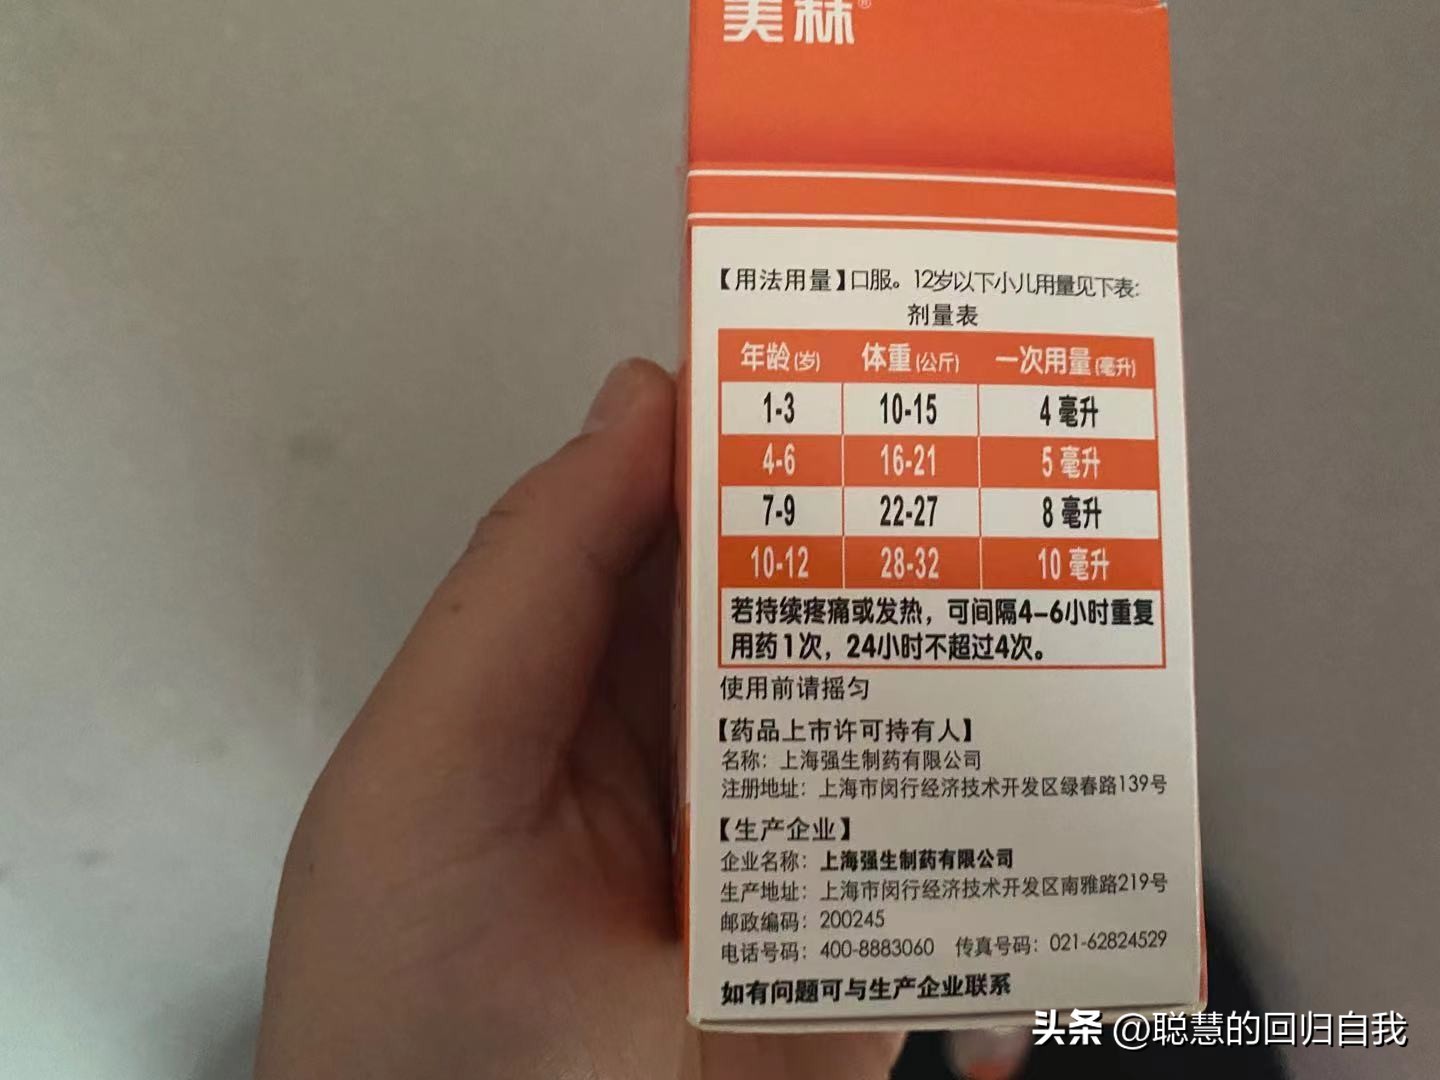 美林®
【用法用量】口服。12岁以下小儿用量见下表：
剂量表
年龄(岁) 体重(公斤) 一次用量(毫升)
1-3 10-15 4 毫升
4-6 16-21 5 毫升
7-9 22-27 8 毫升
10-12 28-32 10 毫升
若持续疼痛或发热，可间隔4-6小时重复
用药1次，24小时不超过4次。
使用前请摇匀
【药品上市许可持有人】
名称：上海强生制药有限公司
注册地址：上海市闵行经济技术开发区绿春路139号
【生产企业】
企业名称：上海强生制药有限公司
生产地址：上海市闵行经济技术开发区南雅路219号
邮政编码：200245
电话号码：400-8883060 传真号码：021-62824529
如有问题可与生产企业联系
头条 @聪慧的回归自我